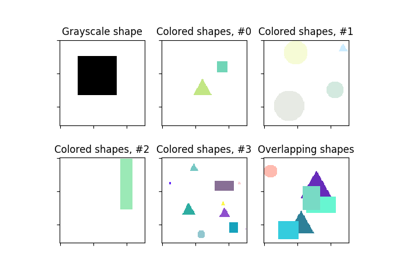 Grayscale shape
Colored shapes, #0
Colored shapes, #1
Colored shapes, #2
Colored shapes, #3
Overlapping shapes